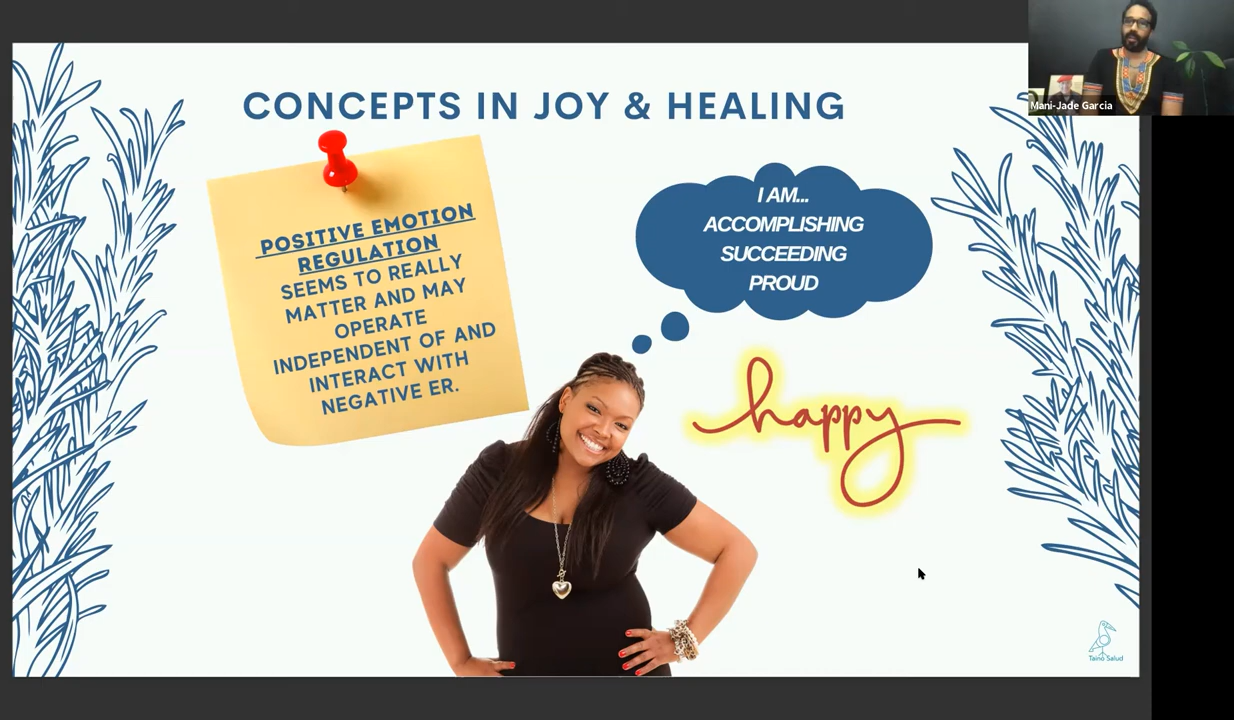 CONCEPTS IN JOY & HEALING
Mani-Jade Garcia
POSITIVE EMOTION
REGULATION
SEEMS TO REALLY
MATTER AND MAY
OPERATE
INDEPENDENT OF AND
INTERACT WITH
NEGATIVE ER.
I AM...
ACCOMPLISHING
SUCCEEDING
PROUD
happy
Taíno Salud